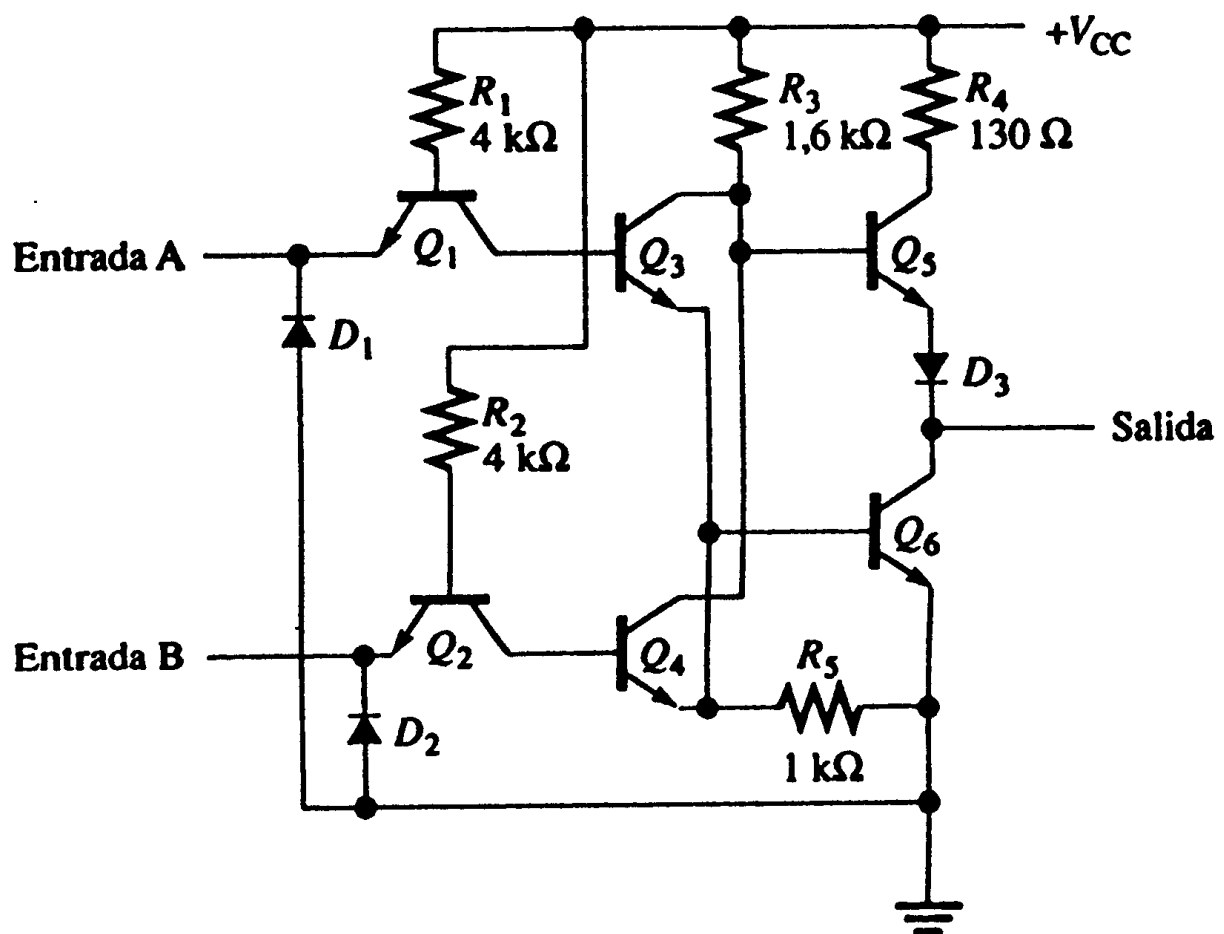 +V_CC
R1
4 kΩ
R3
1,6 kΩ
R4
130 Ω
Entrada A
Q1
Q3
Q5
D1
D3
R2
4 kΩ
Salida
Q6
Entrada B
Q2
Q4
R5
1 kΩ
D2